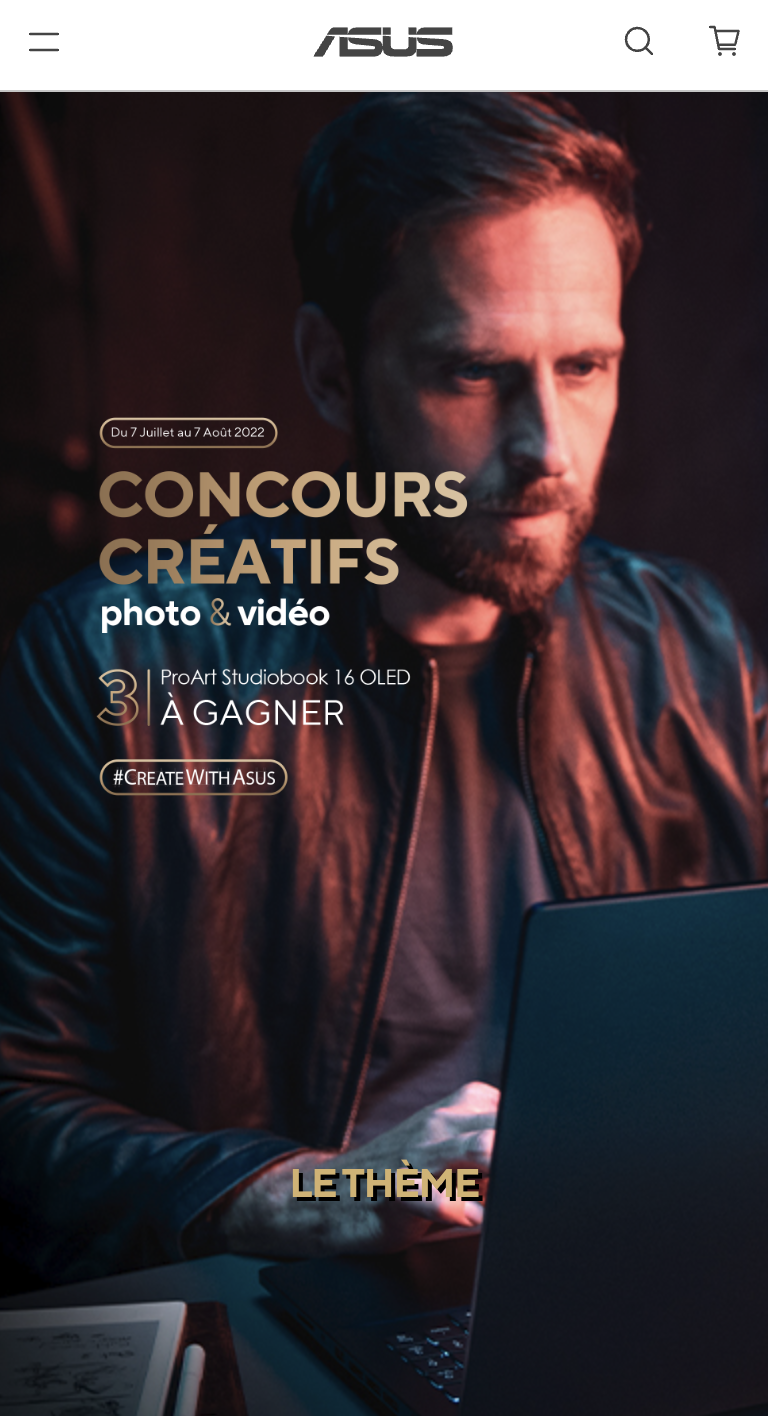 ASUS
Du 7 Juillet au 7 Août 2022
CONCOURS
CRÉATIFS
photo & vidéo
3
ProArt Studiobook 16 OLED
À GAGNER
#CREATEWITHASUS
LE THÈME